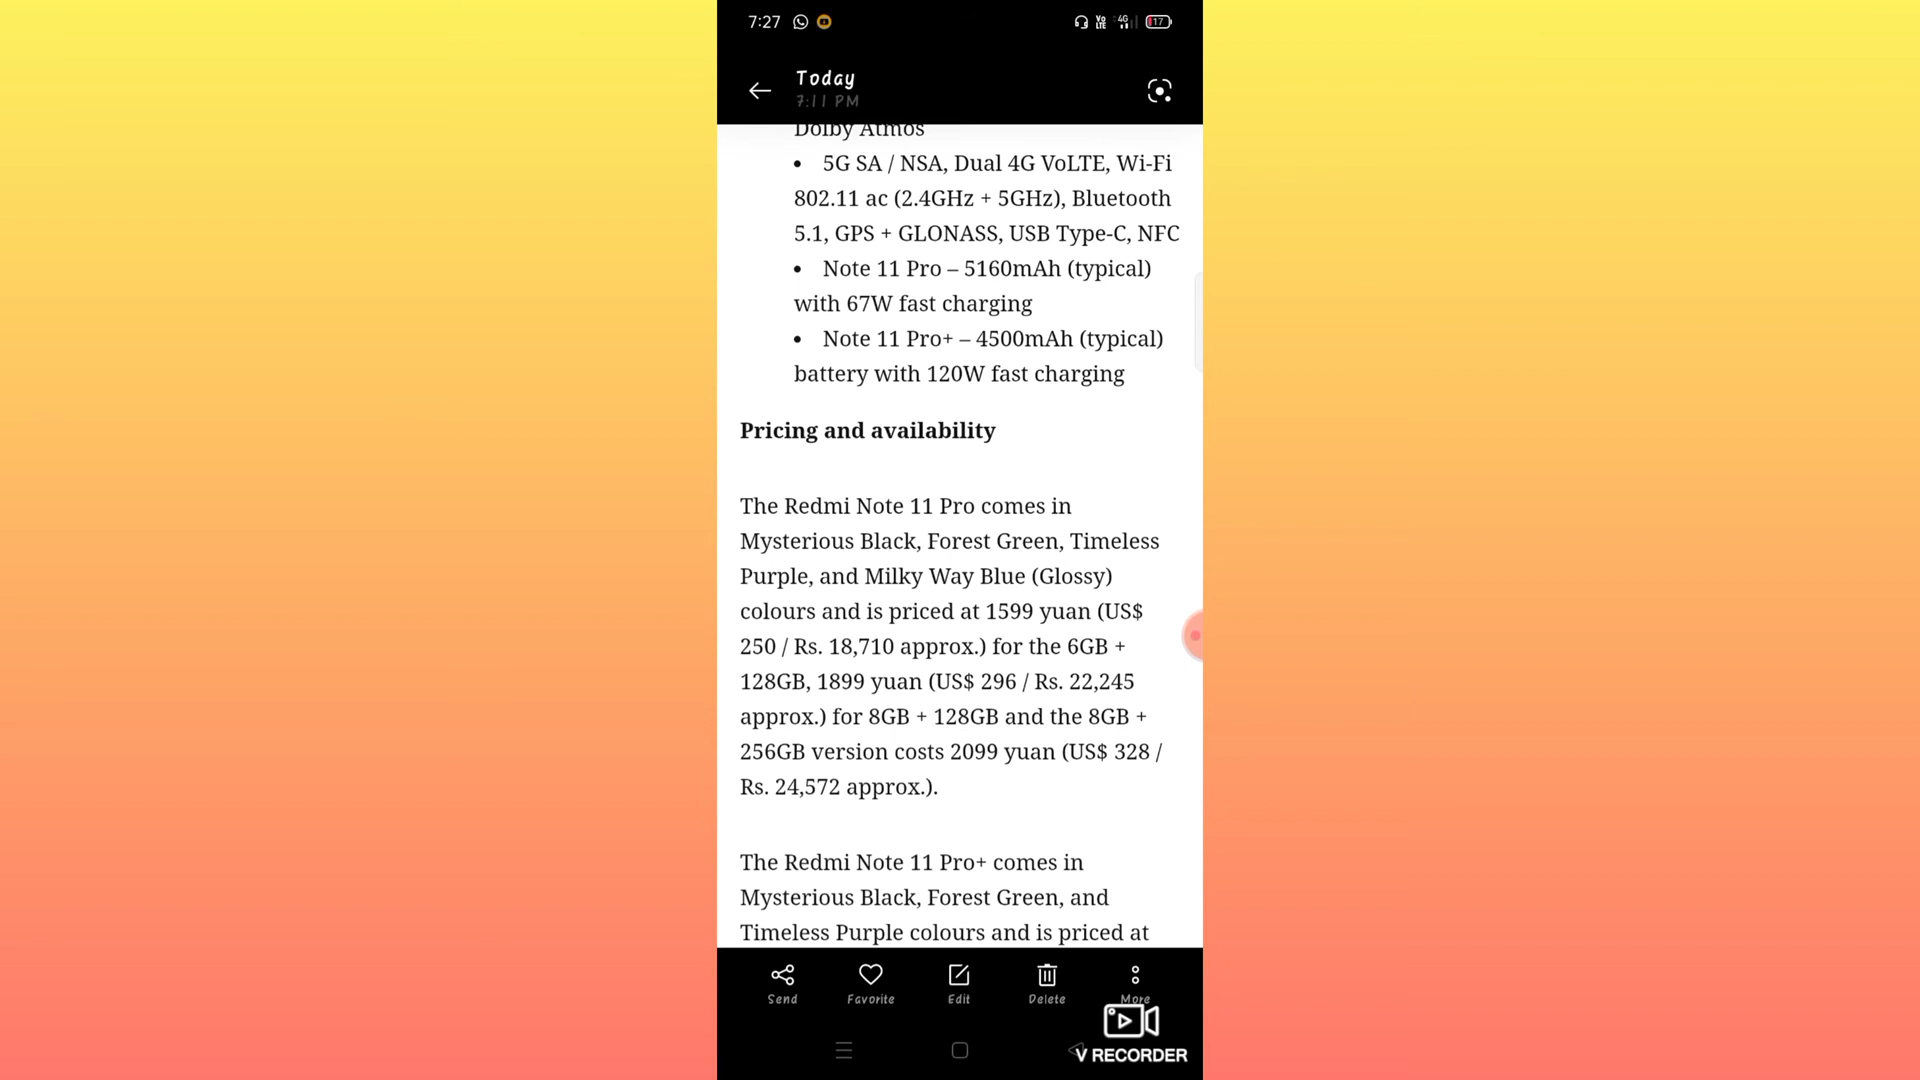 7:27
Vo LTE 4G 17
Today
7:11 PM
Dolby Atmos
• 5G SA / NSA, Dual 4G VoLTE, Wi-Fi
802.11 ac (2.4GHz + 5GHz), Bluetooth
5.1, GPS + GLONASS, USB Type-C, NFC
• Note 11 Pro – 5160mAh (typical)
with 67W fast charging
• Note 11 Pro+ – 4500mAh (typical)
battery with 120W fast charging
Pricing and availability
The Redmi Note 11 Pro comes in
Mysterious Black, Forest Green, Timeless
Purple, and Milky Way Blue (Glossy)
colours and is priced at 1599 yuan (US$
250 / Rs. 18,710 approx.) for the 6GB +
128GB, 1899 yuan (US$ 296 / Rs. 22,245
approx.) for 8GB + 128GB and the 8GB +
256GB version costs 2099 yuan (US$ 328 /
Rs. 24,572 approx.).
The Redmi Note 11 Pro+ comes in
Mysterious Black, Forest Green, and
Timeless Purple colours and is priced at
Send Favorite Edit Delete More
V RECORDER